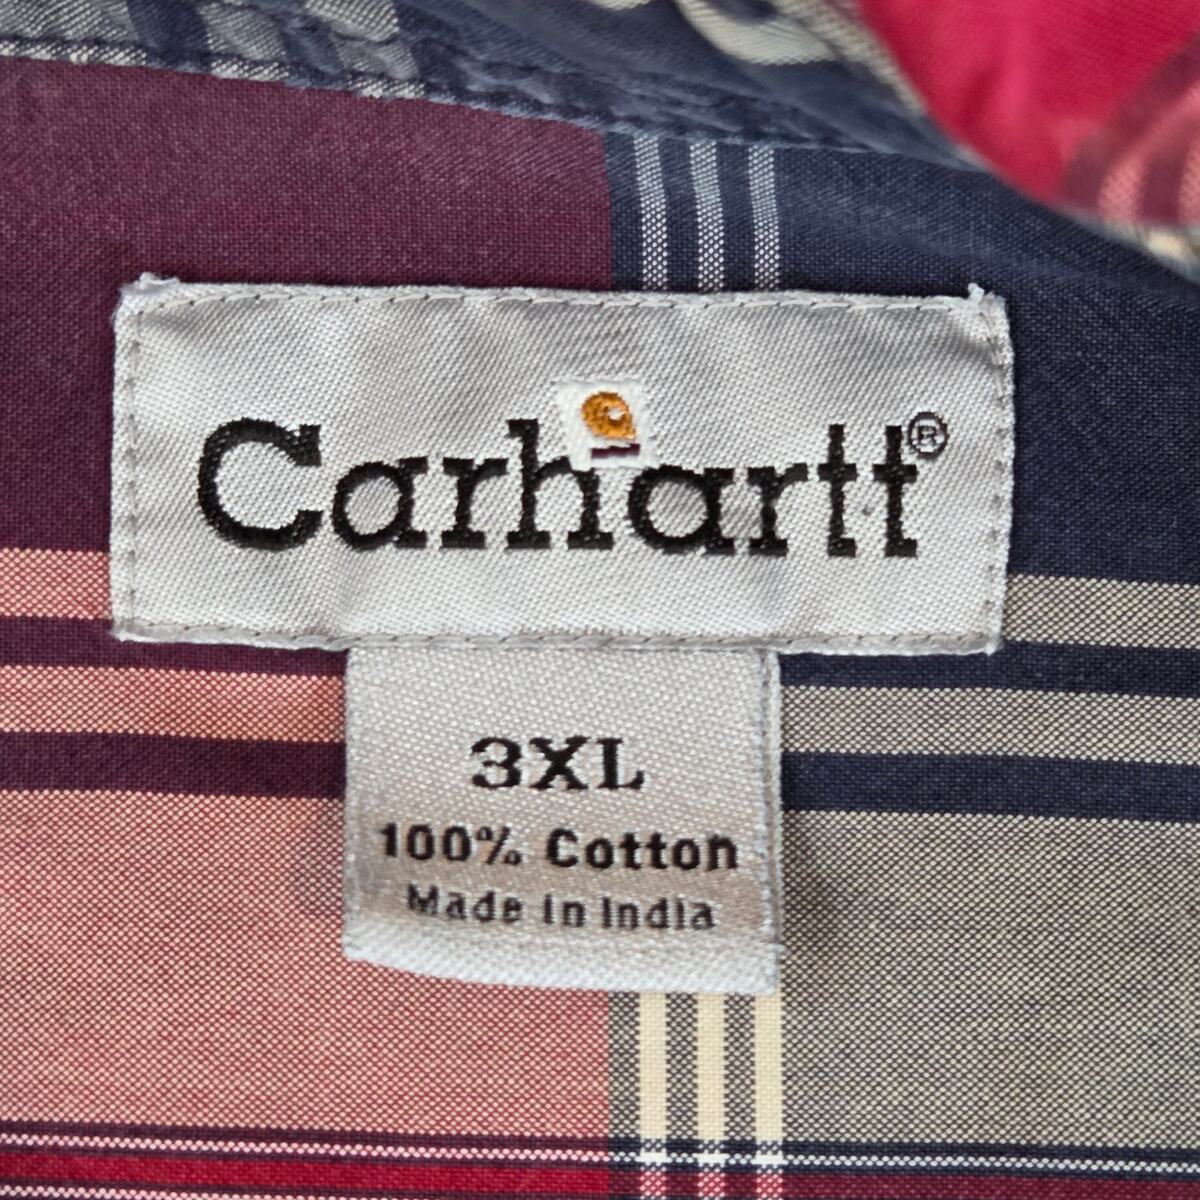 Carhartt®
3XL
100% Cotton
Made in India